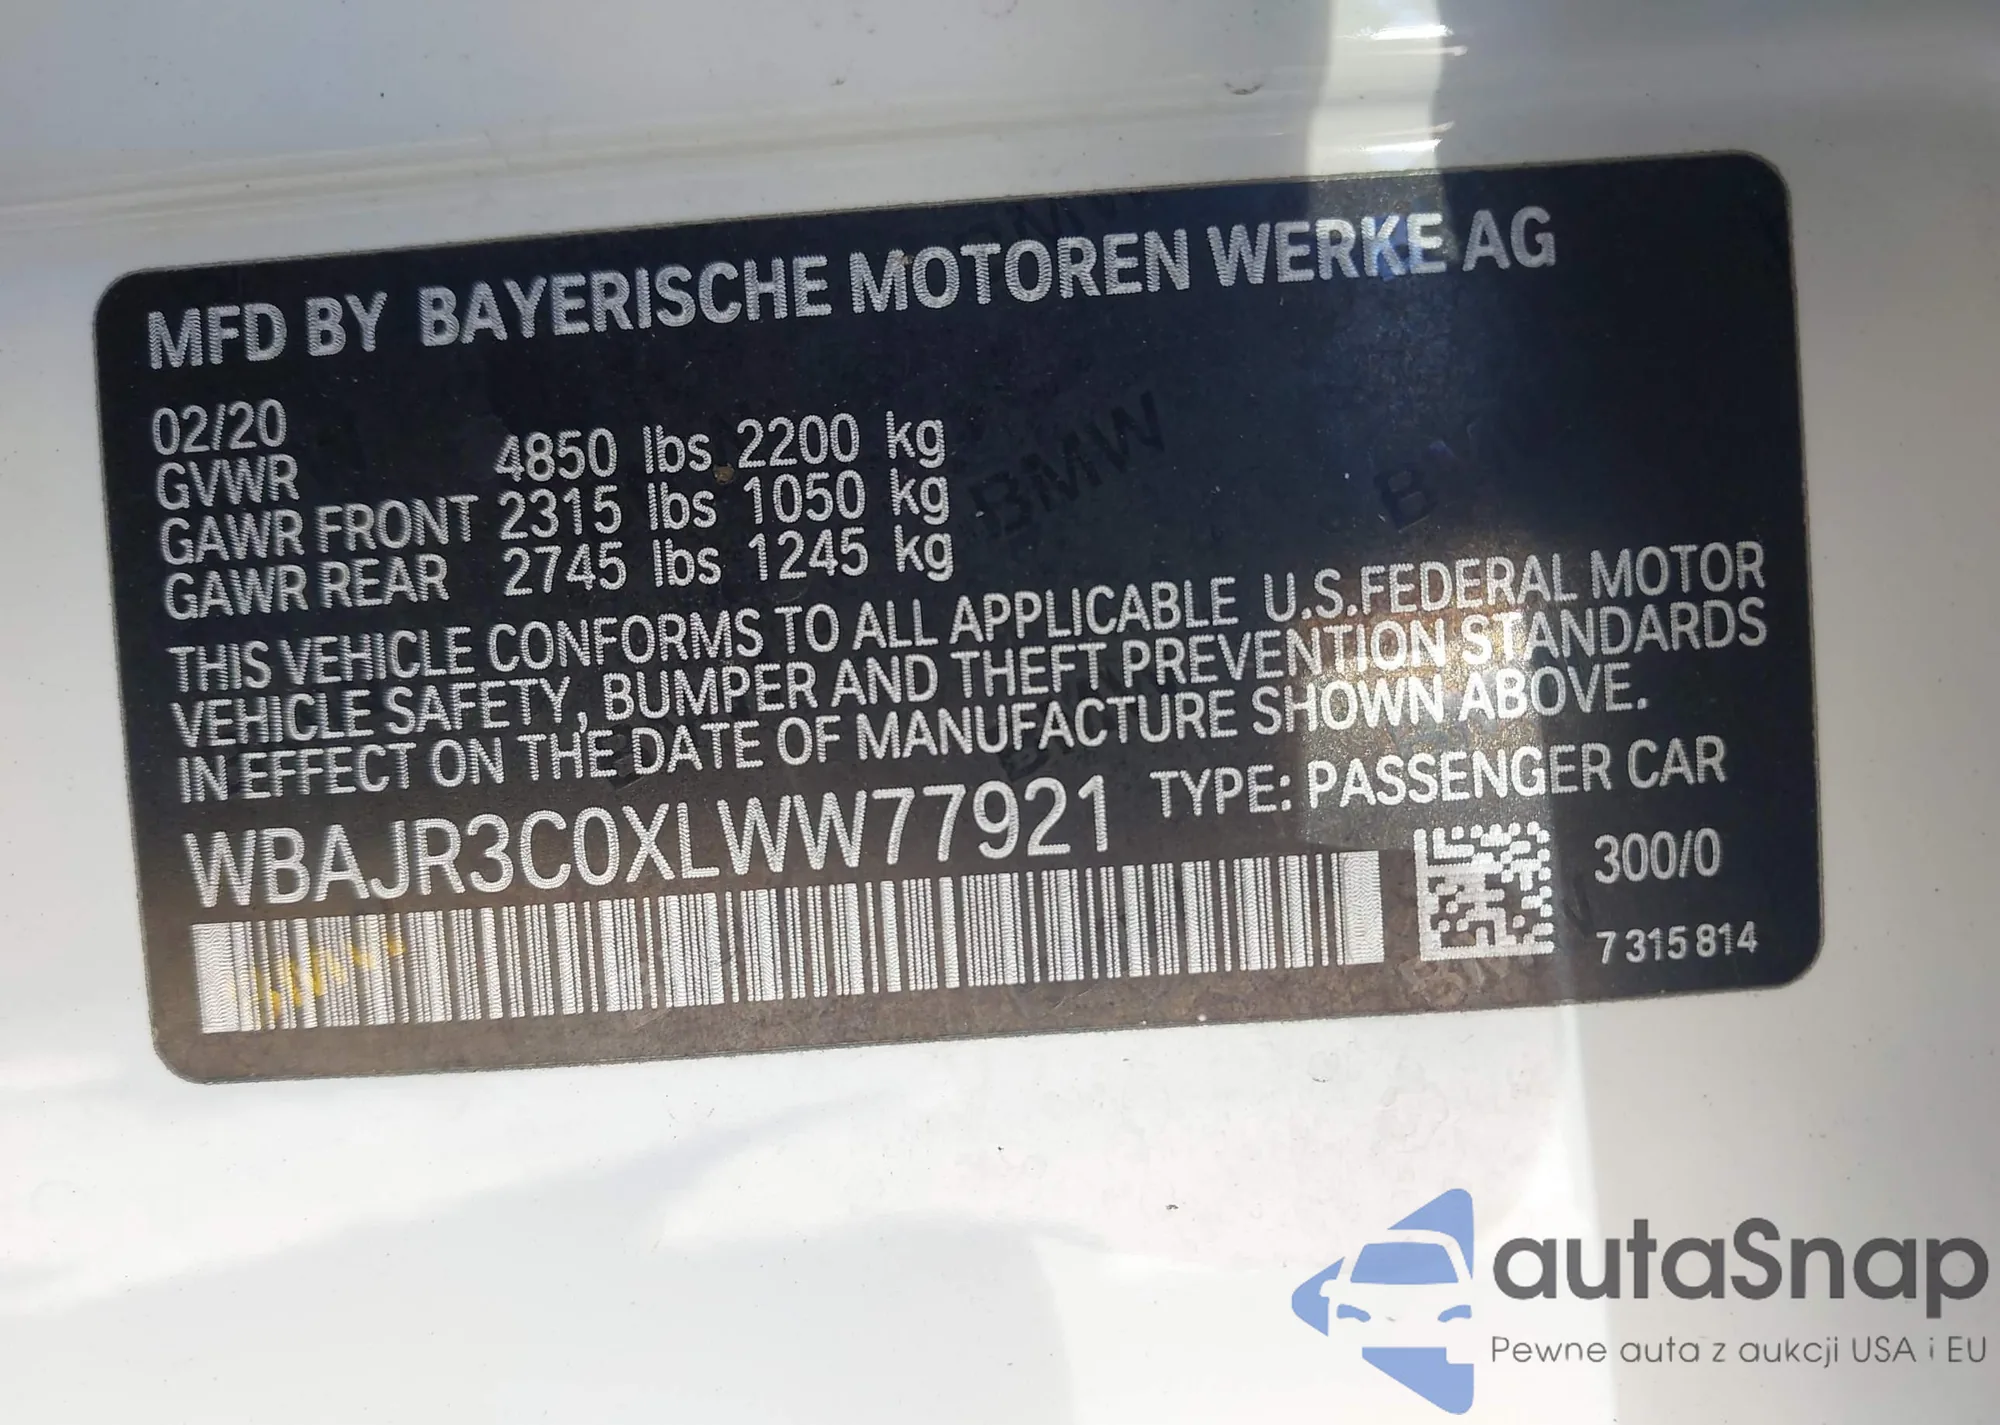 MFD BY BAYERISCHE MOTOREN WERKE AG
02/20
GVWR 4850 lbs 2200 kg
GAWR FRONT 2315 lbs 1050 kg
GAWR REAR 2745 lbs 1245 kg
THIS VEHICLE CONFORMS TO ALL APPLICABLE U.S.FEDERAL MOTOR
VEHICLE SAFETY, BUMPER AND THEFT PREVENTION STANDARDS
IN EFFECT ON THE DATE OF MANUFACTURE SHOWN ABOVE.
WBAJR3C0XLWW77921 TYPE: PASSENGER CAR
300/0
7315814
BMW
BMW
autaSnap
Pewne auta z aukcji USA i EU